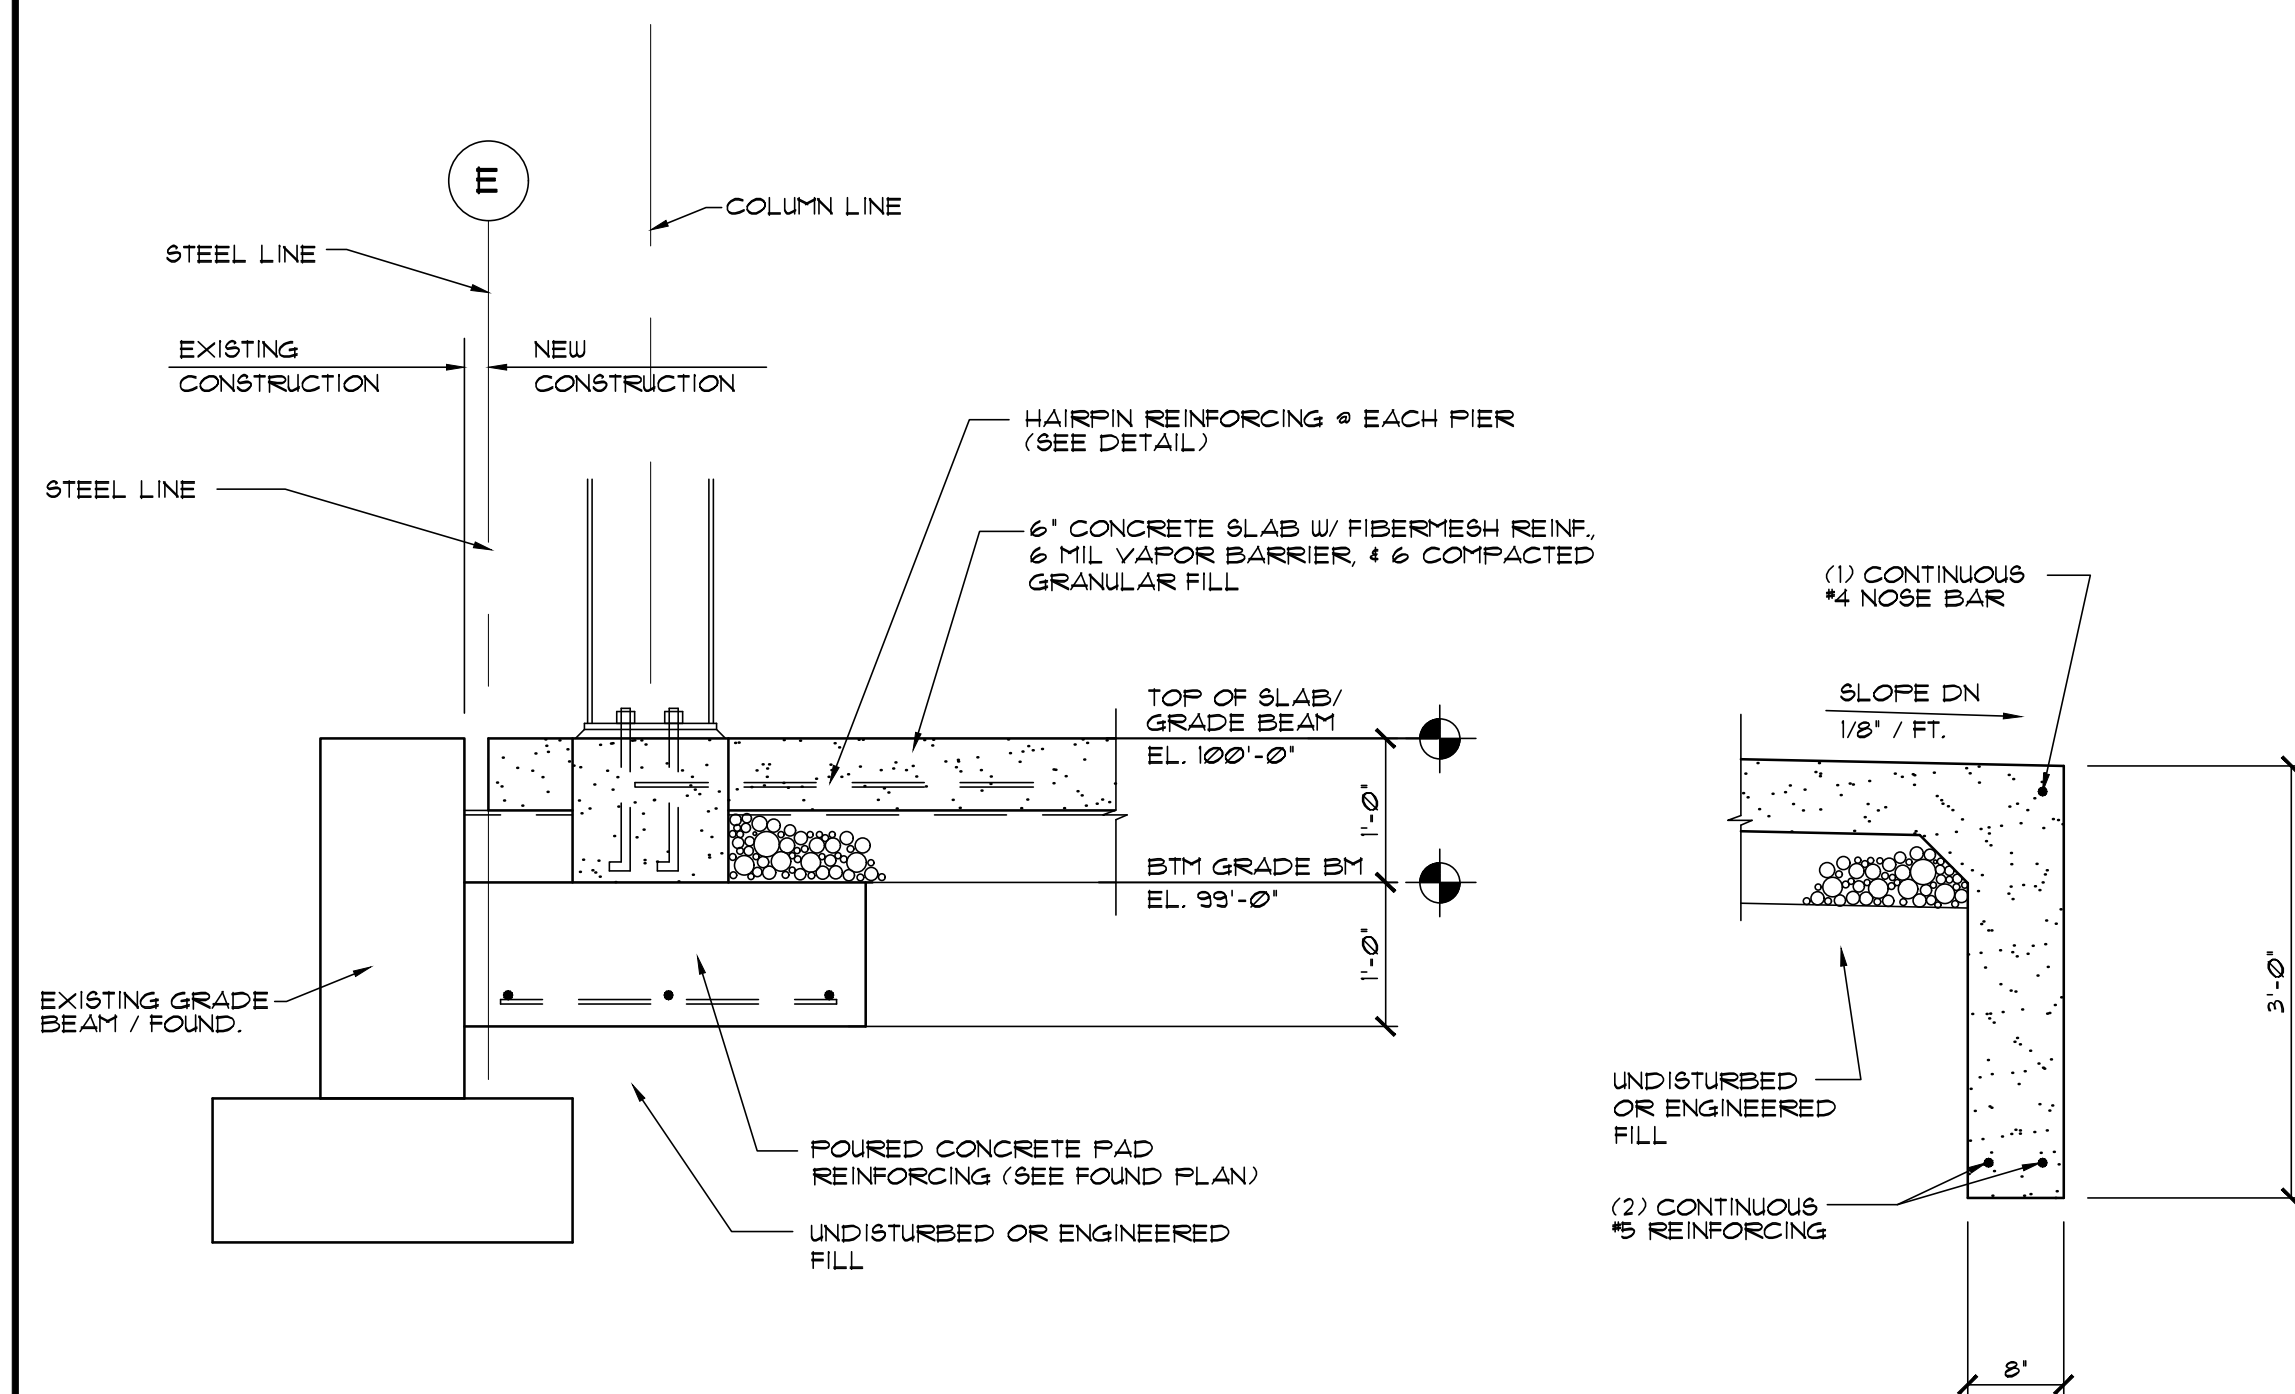 E
COLUMN LINE
STEEL LINE
EXISTING
CONSTRUCTION
NEW
CONSTRUCTION
HAIRPIN REINFORCING @ EACH PIER
(SEE DETAIL)
STEEL LINE
6" CONCRETE SLAB W/ FIBERMESH REINF.,
6 MIL VAPOR BARRIER, & 6 COMPACTED
GRANULAR FILL
TOP OF SLAB/
GRADE BEAM
EL. 100'-0"
1'-0"
BTM GRADE BM
EL. 99'-0"
1'-0"
EXISTING GRADE
BEAM / FOUND.
POURED CONCRETE PAD
REINFORCING (SEE FOUND PLAN)
UNDISTURBED OR ENGINEERED
FILL
(1) CONTINUOUS
#4 NOSE BAR
SLOPE DN
1/8" / FT.
3'-0"
UNDISTURBED
OR ENGINEERED
FILL
(2) CONTINUOUS
#5 REINFORCING
8"